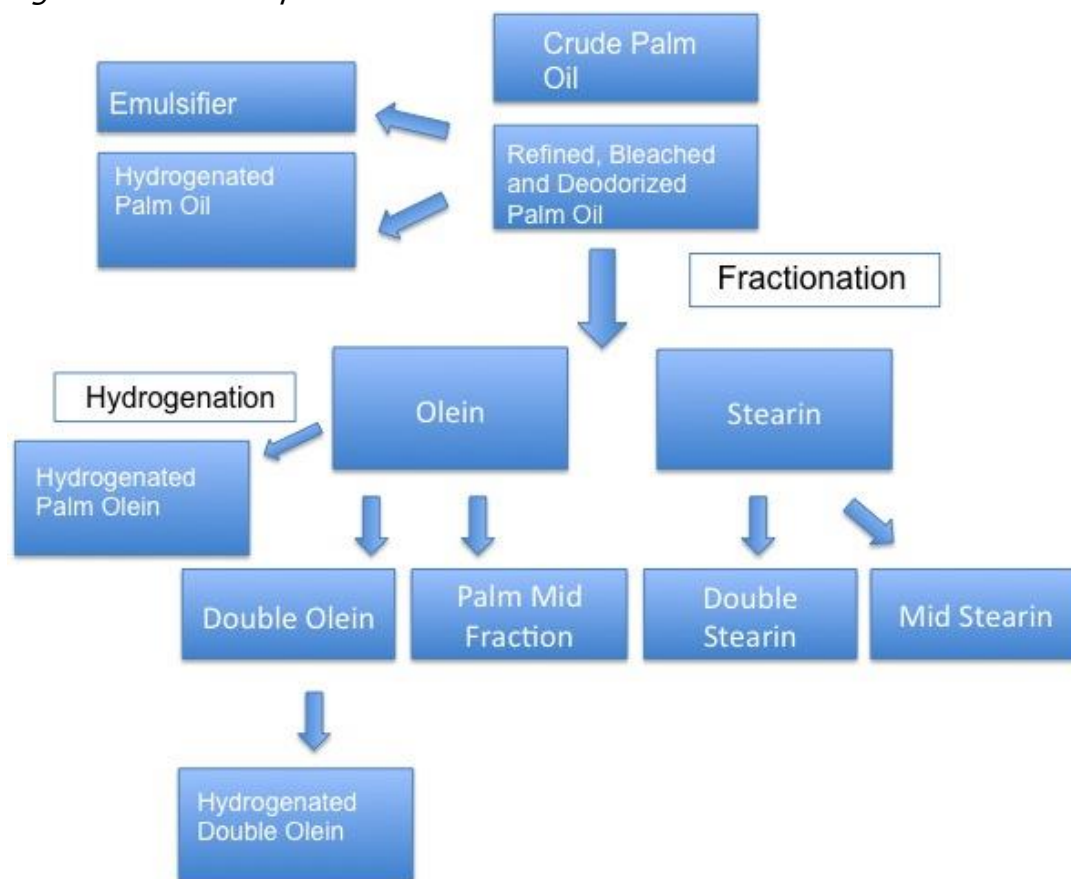 Crude Palm
Oil
Emulsifier
Refined, Bleached
and Deodorized
Palm Oil
Hydrogenated
Palm Oil
Fractionation
Hydrogenation
Olein
Stearin
Hydrogenated
Palm Olein
Double Olein
Palm Mid
Fraction
Double
Stearin
Mid Stearin
Hydrogenated
Double Olein